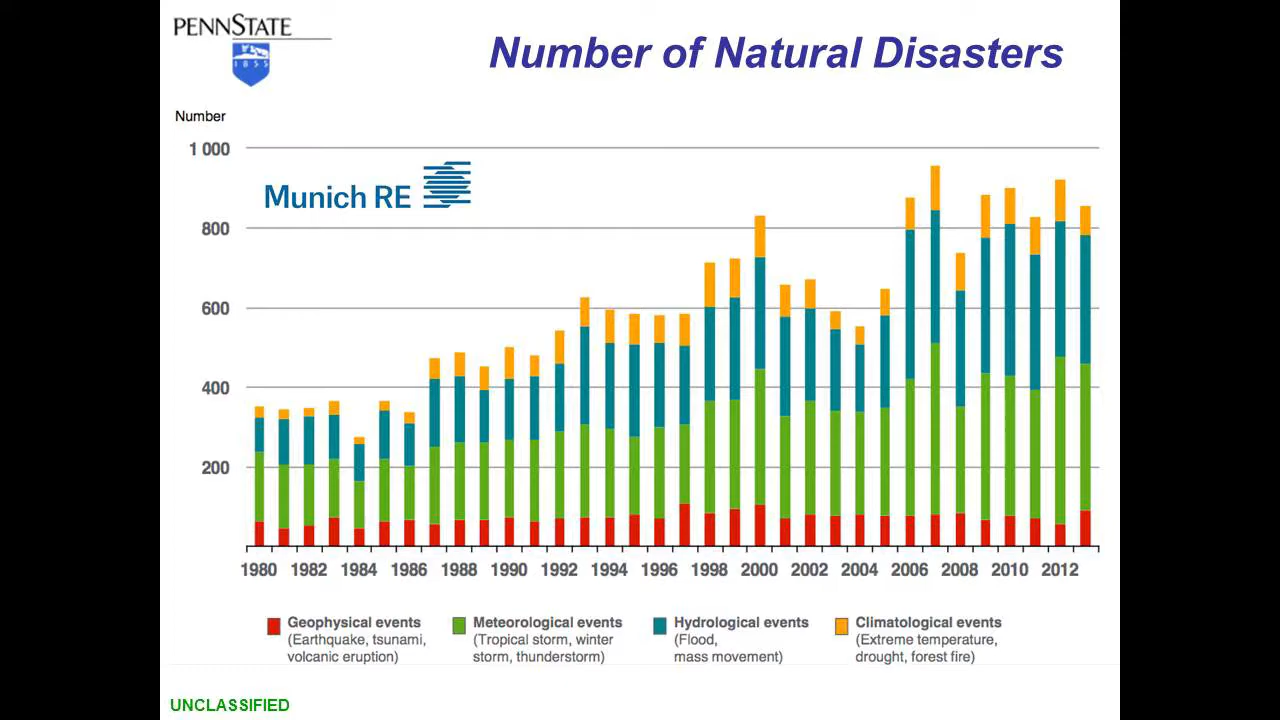 PENNSTATE
1855
Number of Natural Disasters
Number
1 000
Munich RE
800
600
400
200
1980 1982 1984 1986 1988 1990 1992 1994 1996 1998 2000 2002 2004 2006 2008 2010 2012
Geophysical events
(Earthquake, tsunami,
volcanic eruption)
Meteorological events
(Tropical storm, winter
storm, thunderstorm)
Hydrological events
(Flood,
mass movement)
Climatological events
(Extreme temperature,
drought, forest fire)
UNCLASSIFIED